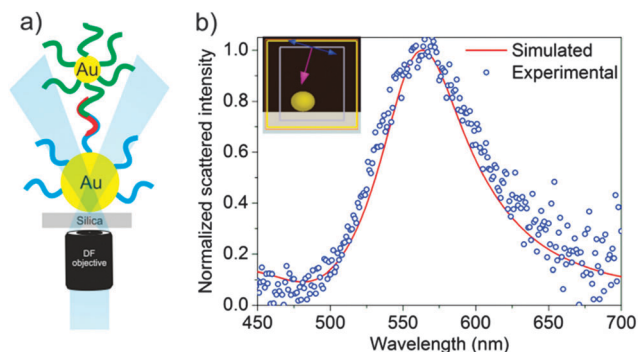 a)
Au
Au
Silica
DF
objective
b)
Normalized scattered intensity
1.0
0.8
0.6
0.4
0.2
0.0
Simulated
Experimental
450 500 550 600 650 700
Wavelength (nm)